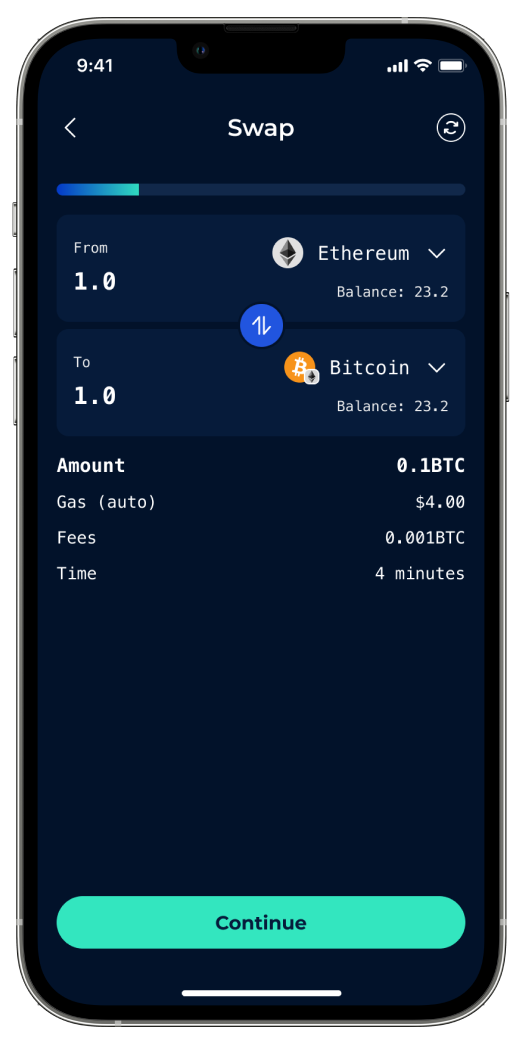 9:41
Swap
From
Ethereum
1.0
Balance: 23.2
To
Bitcoin
1.0
Balance: 23.2
Amount 0.1BTC
Gas (auto) $4.00
Fees 0.001BTC
Time 4 minutes
Continue